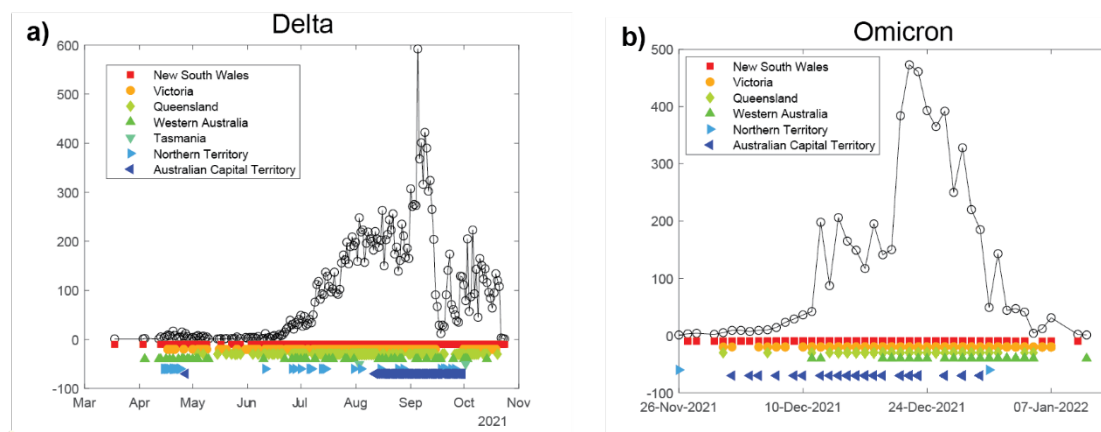 a)
Delta
600
500
400
300
200
100
0
-100
New South Wales
Victoria
Queensland
Western Australia
Tasmania
Northern Territory
Australian Capital Territory
Mar Apr May Jun Jul Aug Sep Oct Nov
2021
b)
Omicron
500
400
300
200
100
0
-100
New South Wales
Victoria
Queensland
Western Australia
Northern Territory
Australian Capital Territory
26-Nov-2021 10-Dec-2021 24-Dec-2021 07-Jan-2022